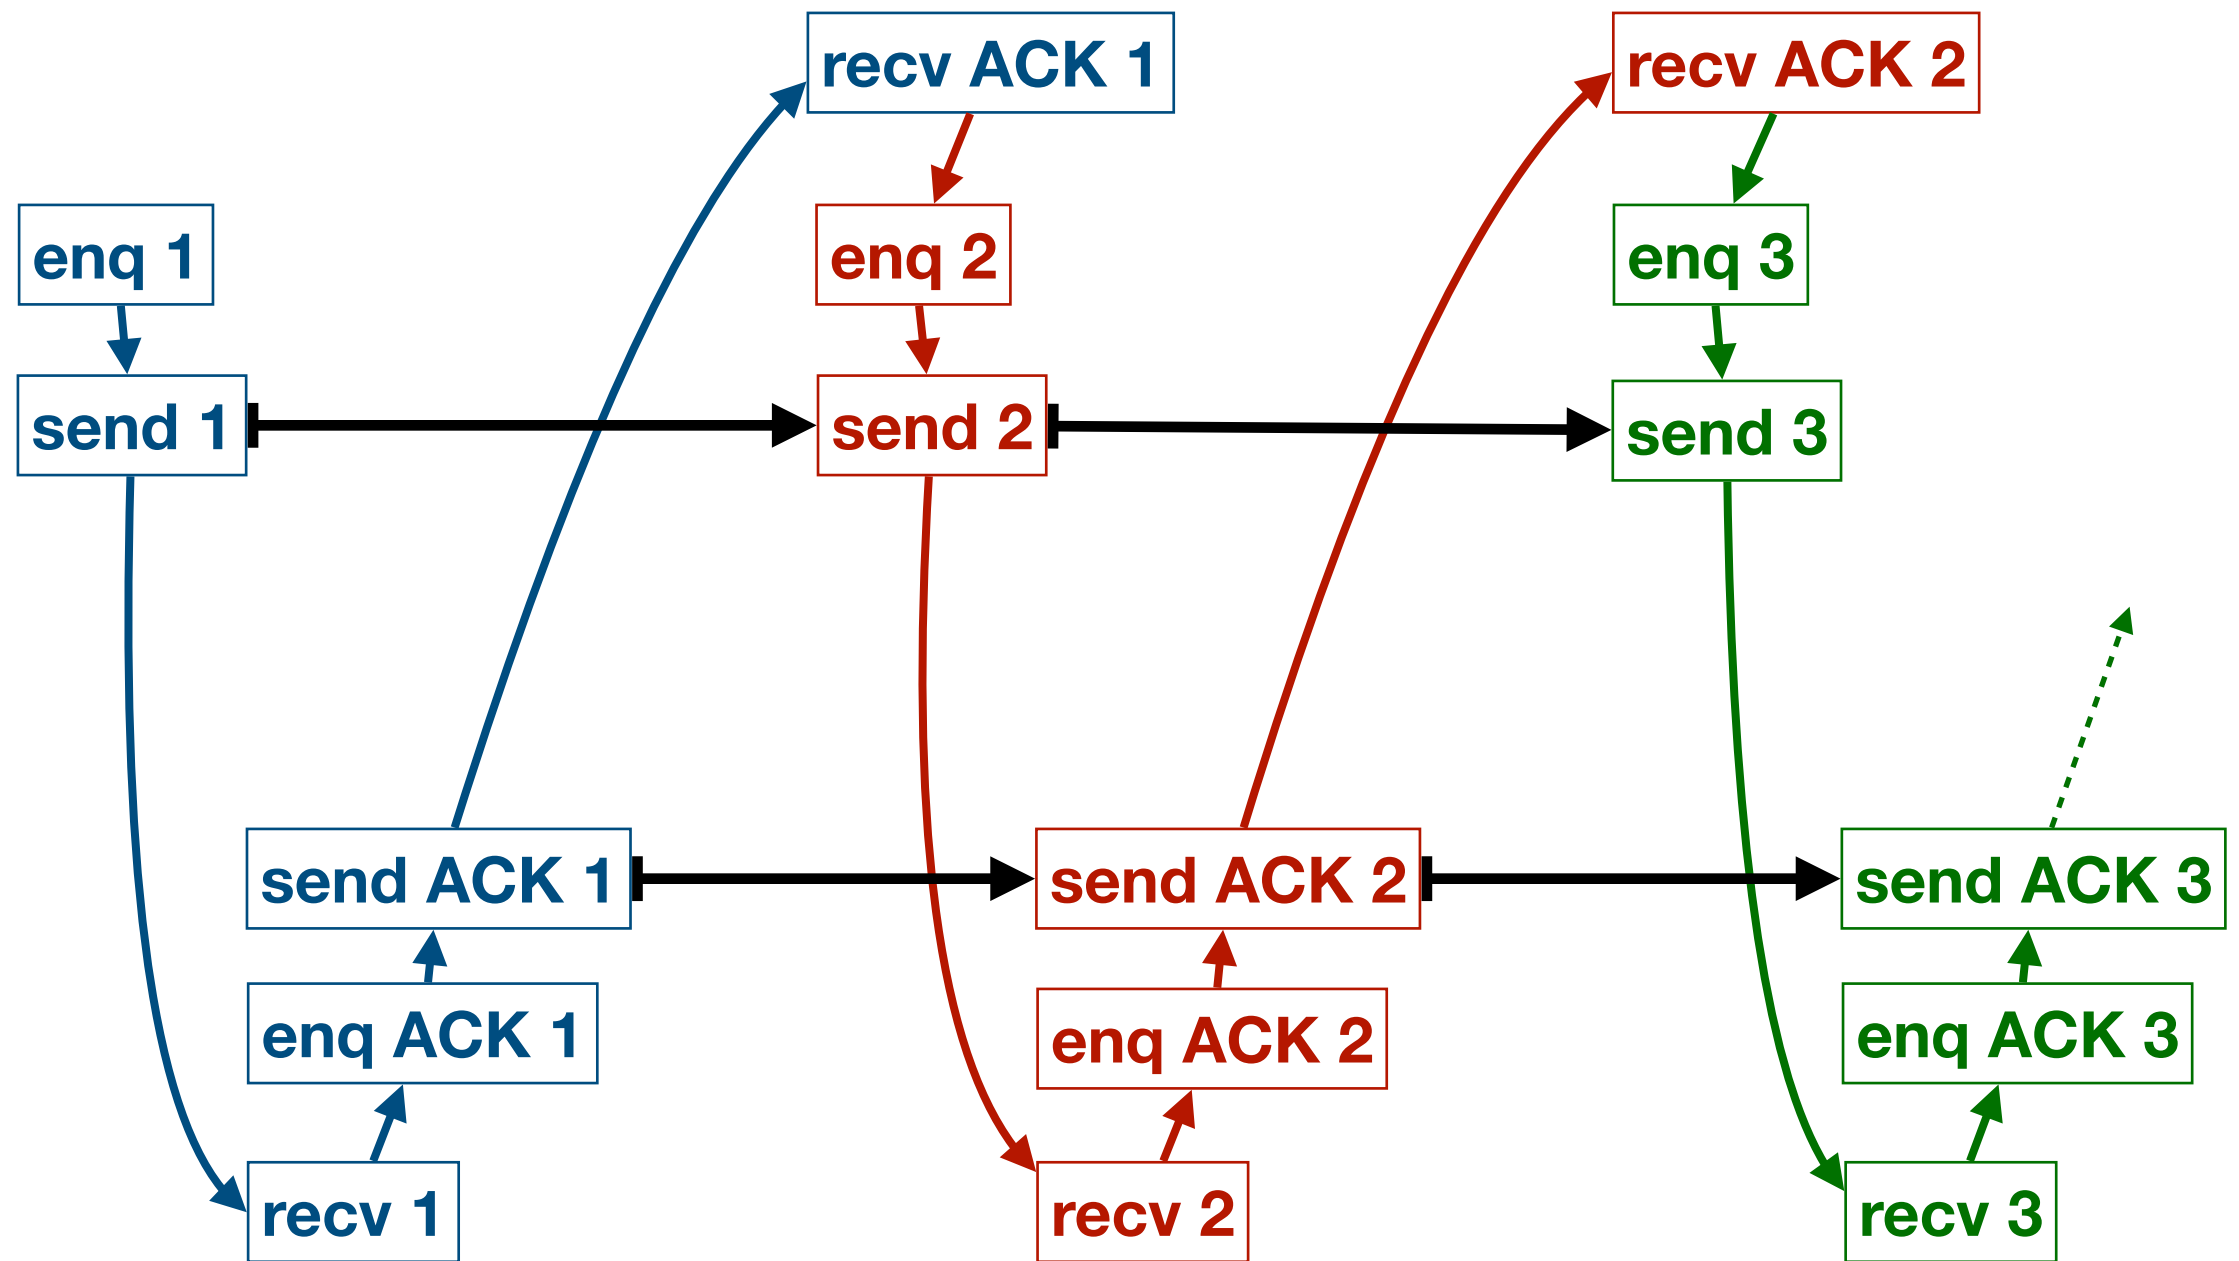 recv ACK 1
recv ACK 2
enq 1
enq 2
enq 3
send 1
send 2
send 3
send ACK 1
send ACK 2
send ACK 3
enq ACK 1
enq ACK 2
enq ACK 3
recv 1
recv 2
recv 3